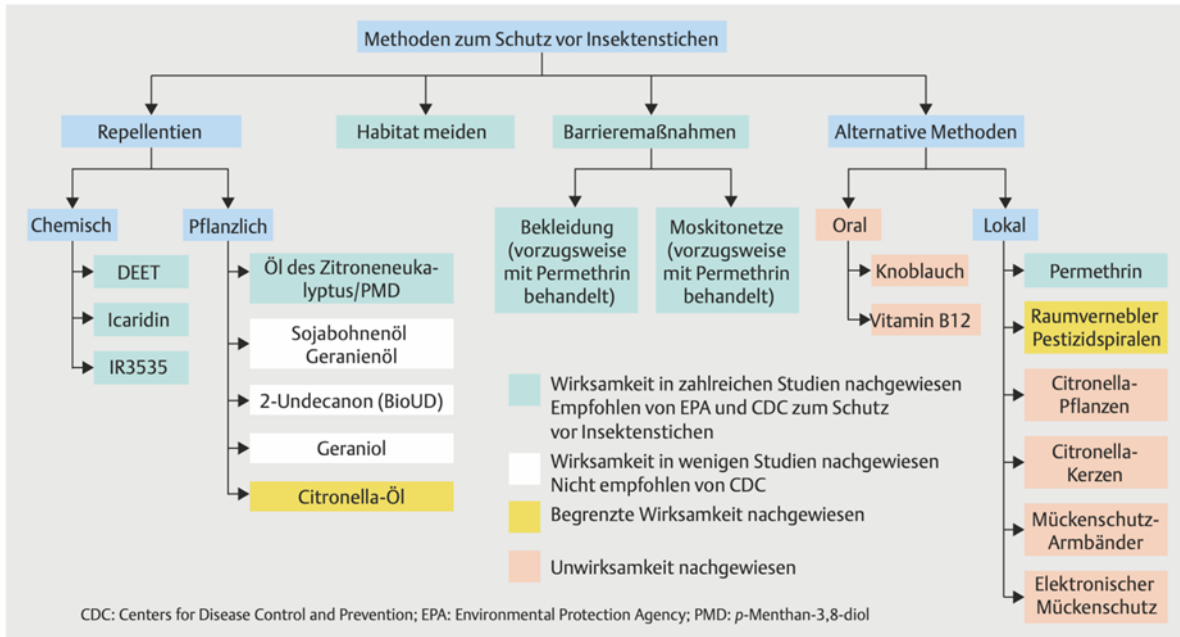 Methoden zum Schutz vor Insektenstichen
Repellentien
Habitat meiden
Barrieremaßnahmen
Alternative Methoden
Chemisch
Pflanzlich
Bekleidung
(vorzugsweise
mit Permethrin
behandelt)
Moskitonetze
(vorzugsweise
mit Permethrin
behandelt)
Oral
Lokal
DEET
Icaridin
IR3535
Öl des Zitroneneuka-
lyptus/PMD
Sojabohnenöl
Geranienöl
2-Undecanon (BioUD)
Geraniol
Citronella-Öl
Knoblauch
Vitamin B12
Permethrin
Raumvernebler
Pestizidspiralen
Citronella-
Pflanzen
Citronella-
Kerzen
Mückenschutz-
Armbänder
Elektronischer
Mückenschutz
Wirksamkeit in zahlreichen Studien nachgewiesen
Empfohlen von EPA und CDC zum Schutz
vor Insektenstichen
Wirksamkeit in wenigen Studien nachgewiesen
Nicht empfohlen von CDC
Begrenzte Wirksamkeit nachgewiesen
Unwirksamkeit nachgewiesen
CDC: Centers for Disease Control and Prevention; EPA: Environmental Protection Agency; PMD: p-Menthan-3,8-diol